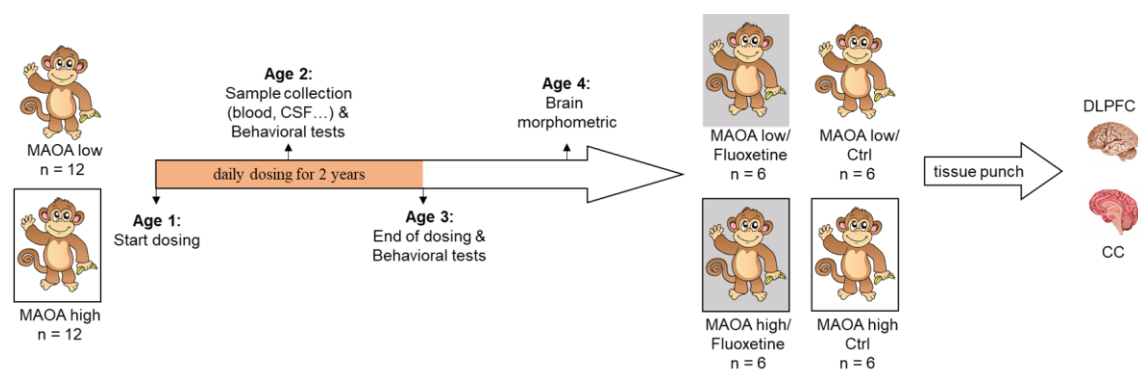 MAOA low
n = 12
MAOA high
n = 12
Age 1:
Start dosing
Age 2:
Sample collection
(blood, CSF…) &
Behavioral tests
daily dosing for 2 years
Age 3:
End of dosing &
Behavioral tests
Age 4:
Brain
morphometric
MAOA low/
Fluoxetine
n = 6
MAOA low/
Ctrl
n = 6
MAOA high/
Fluoxetine
n = 6
MAOA high
Ctrl
n = 6
tissue punch
DLPFC
CC